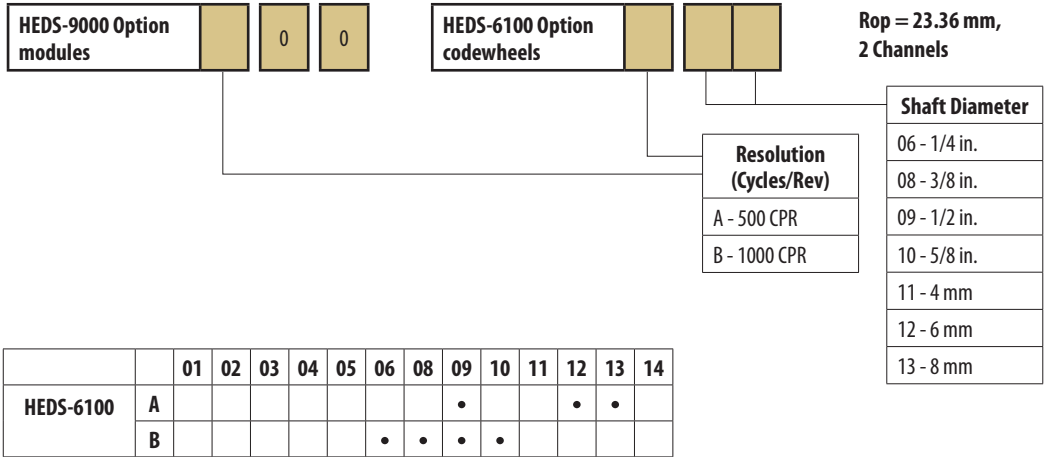 HEDS-9000 Option
modules
0 0
HEDS-6100 Option
codewheels
Rop = 23.36 mm,
2 Channels
Shaft Diameter
06 - 1/4 in.
08 - 3/8 in.
09 - 1/2 in.
10 - 5/8 in.
11 - 4 mm
12 - 6 mm
13 - 8 mm
Resolution
(Cycles/Rev)
A - 500 CPR
B - 1000 CPR
01 02 03 04 05 06 08 09 10 11 12 13 14
HEDS-6100 A • • •
B • • • •